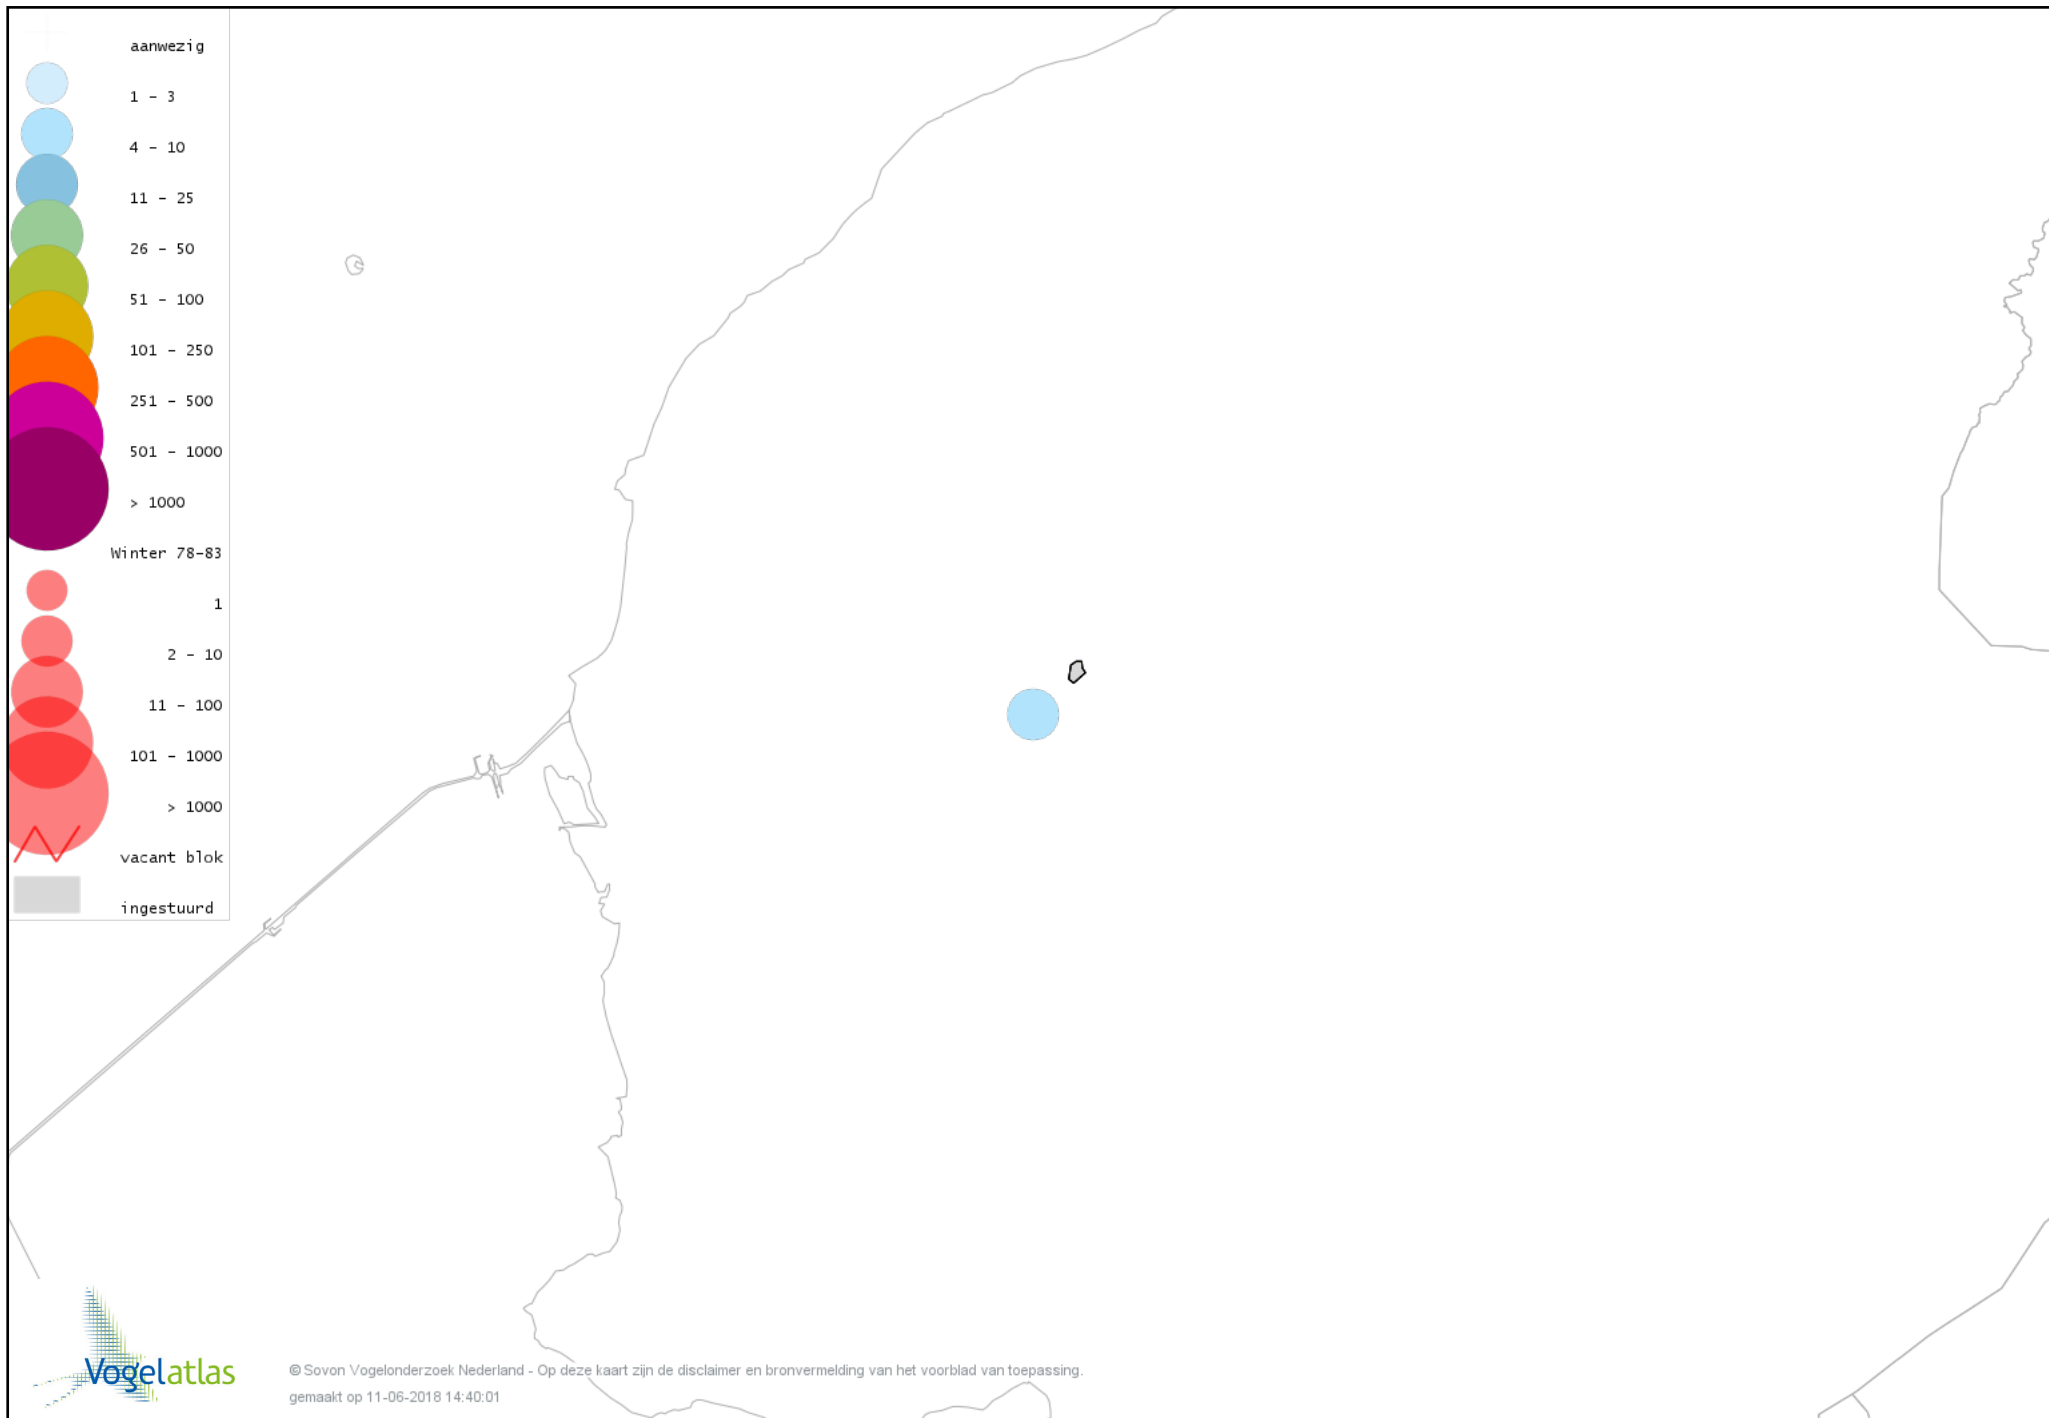 aanwezig
1 - 3
4 - 10
11 - 25
26 - 50
51 - 100
101 - 250
251 - 500
501 - 1000
> 1000
Winter 78-83
1
2 - 10
11 - 100
101 - 1000
> 1000
vacant blok
ingestuurd
Vogelatlas
© Sovon Vogelonderzoek Nederland - Op deze kaart zijn de disclaimer en bronvermelding van het voorblad van toepassing.
gemaakt op 11-06-2018 14:40:01